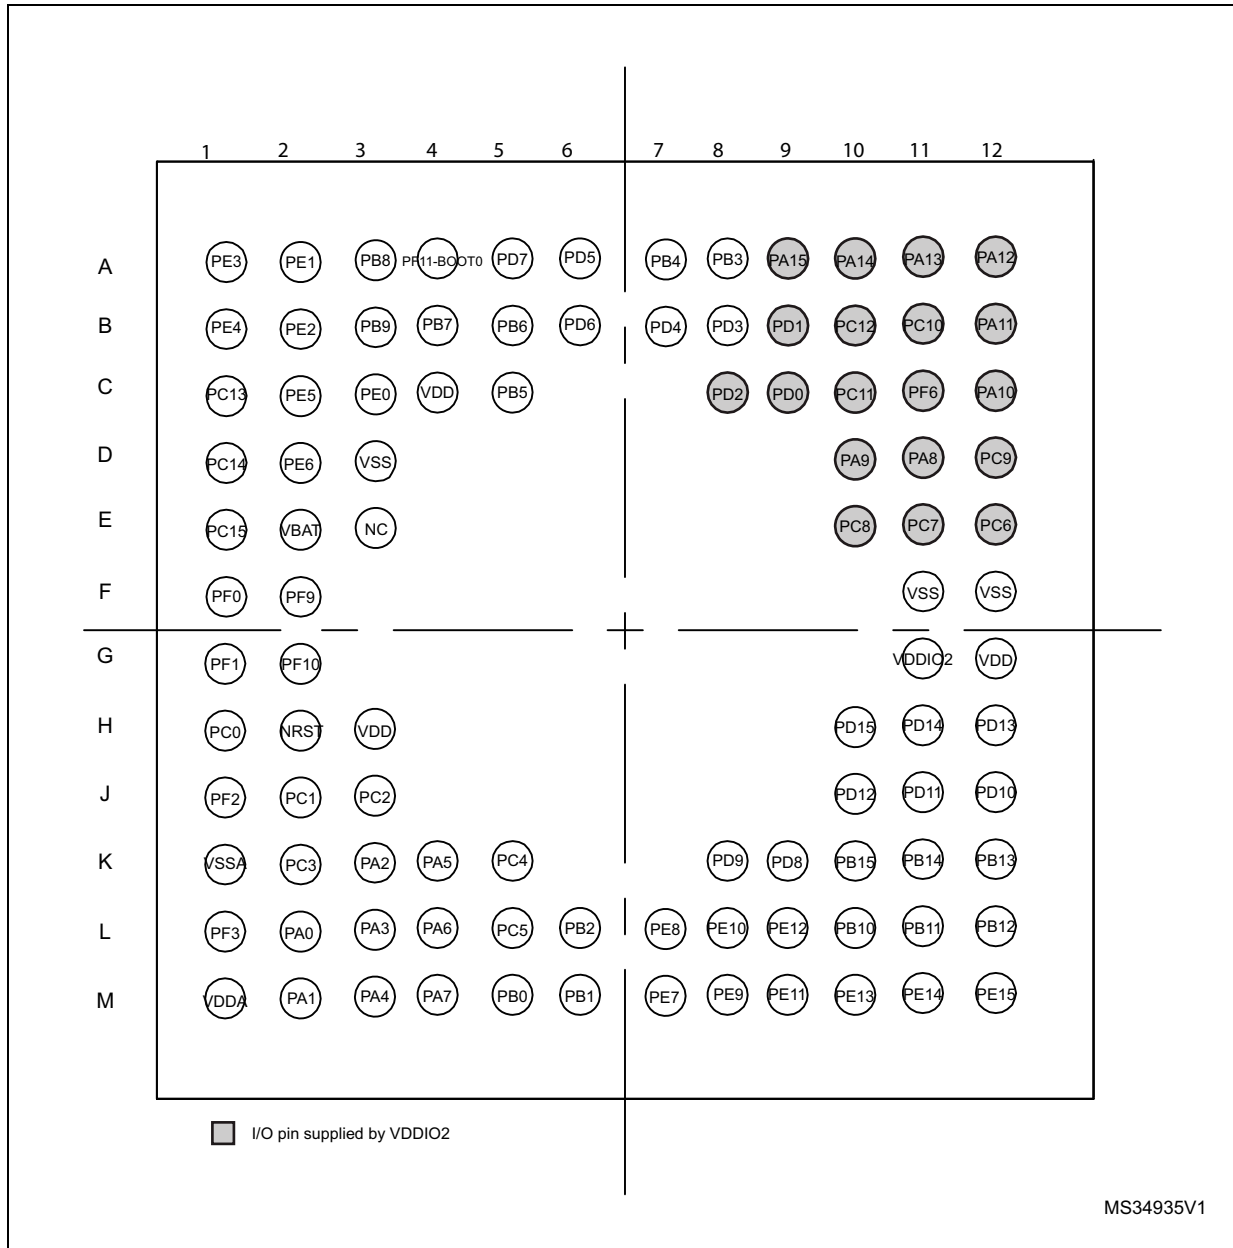 1 2 3 4 5 6 7 8 9 10 11 12
A PE3 PE1 PB8 PF11-BOOT0 PD7 PD5 PB4 PB3 PA15 PA14 PA13 PA12
B PE4 PE2 PB9 PB7 PB6 PD6 PD4 PD3 PD1 PC12 PC10 PA11
C PC13 PE5 PE0 VDD PB5 PD2 PD0 PC11 PF6 PA10
D PC14 PE6 VSS PA9 PA8 PC9
E PC15 VBAT NC PC8 PC7 PC6
F PF0 PF9 VSS VSS
G PF1 PF10 VDDIO2 VDD
H PC0 NRST VDD PD15 PD14 PD13
J PF2 PC1 PC2 PD12 PD11 PD10
K VSSA PC3 PA2 PA5 PC4 PD9 PD8 PB15 PB14 PB13
L PF3 PA0 PA3 PA6 PC5 PB2 PE8 PE10 PE12 PB10 PB11 PB12
M VDDA PA1 PA4 PA7 PB0 PB1 PE7 PE9 PE11 PE13 PE14 PE15
I/O pin supplied by VDDIO2
MS34935V1